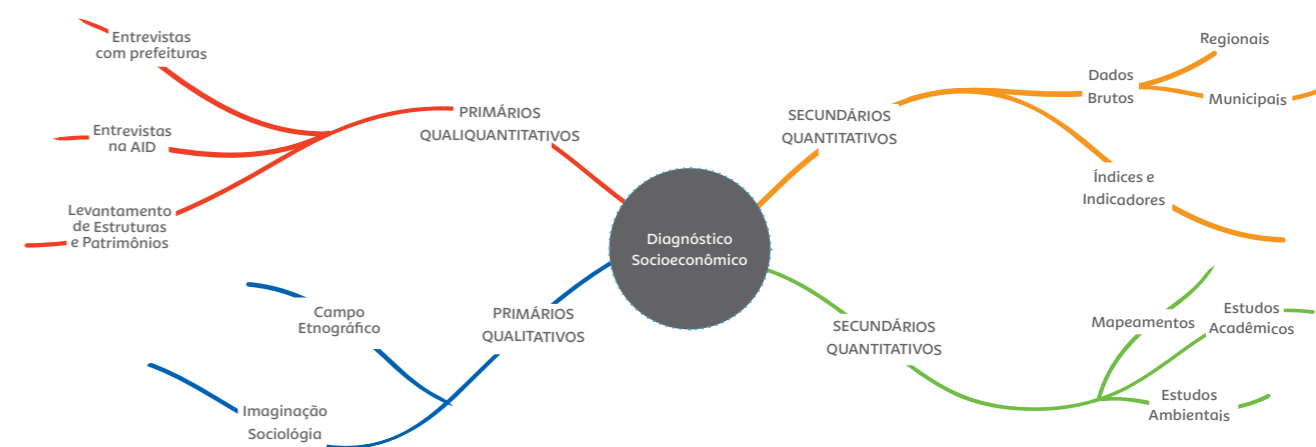 Entrevistas
com prefeituras
Entrevistas
na AID
Levantamento
de Estruturas
e Patrimônios
PRIMÁRIOS
QUALIQUANTITATIVOS
Campo
Etnográfico
Imaginação
Sociológia
PRIMÁRIOS
QUALITATIVOS
Diagnóstico
Socioeconômico
SECUNDÁRIOS
QUANTITATIVOS
Dados
Brutos
Regionais
Municipais
Índices e
Indicadores
SECUNDÁRIOS
QUANTITATIVOS
Mapeamentos
Estudos
Acadêmicos
Estudos
Ambientais